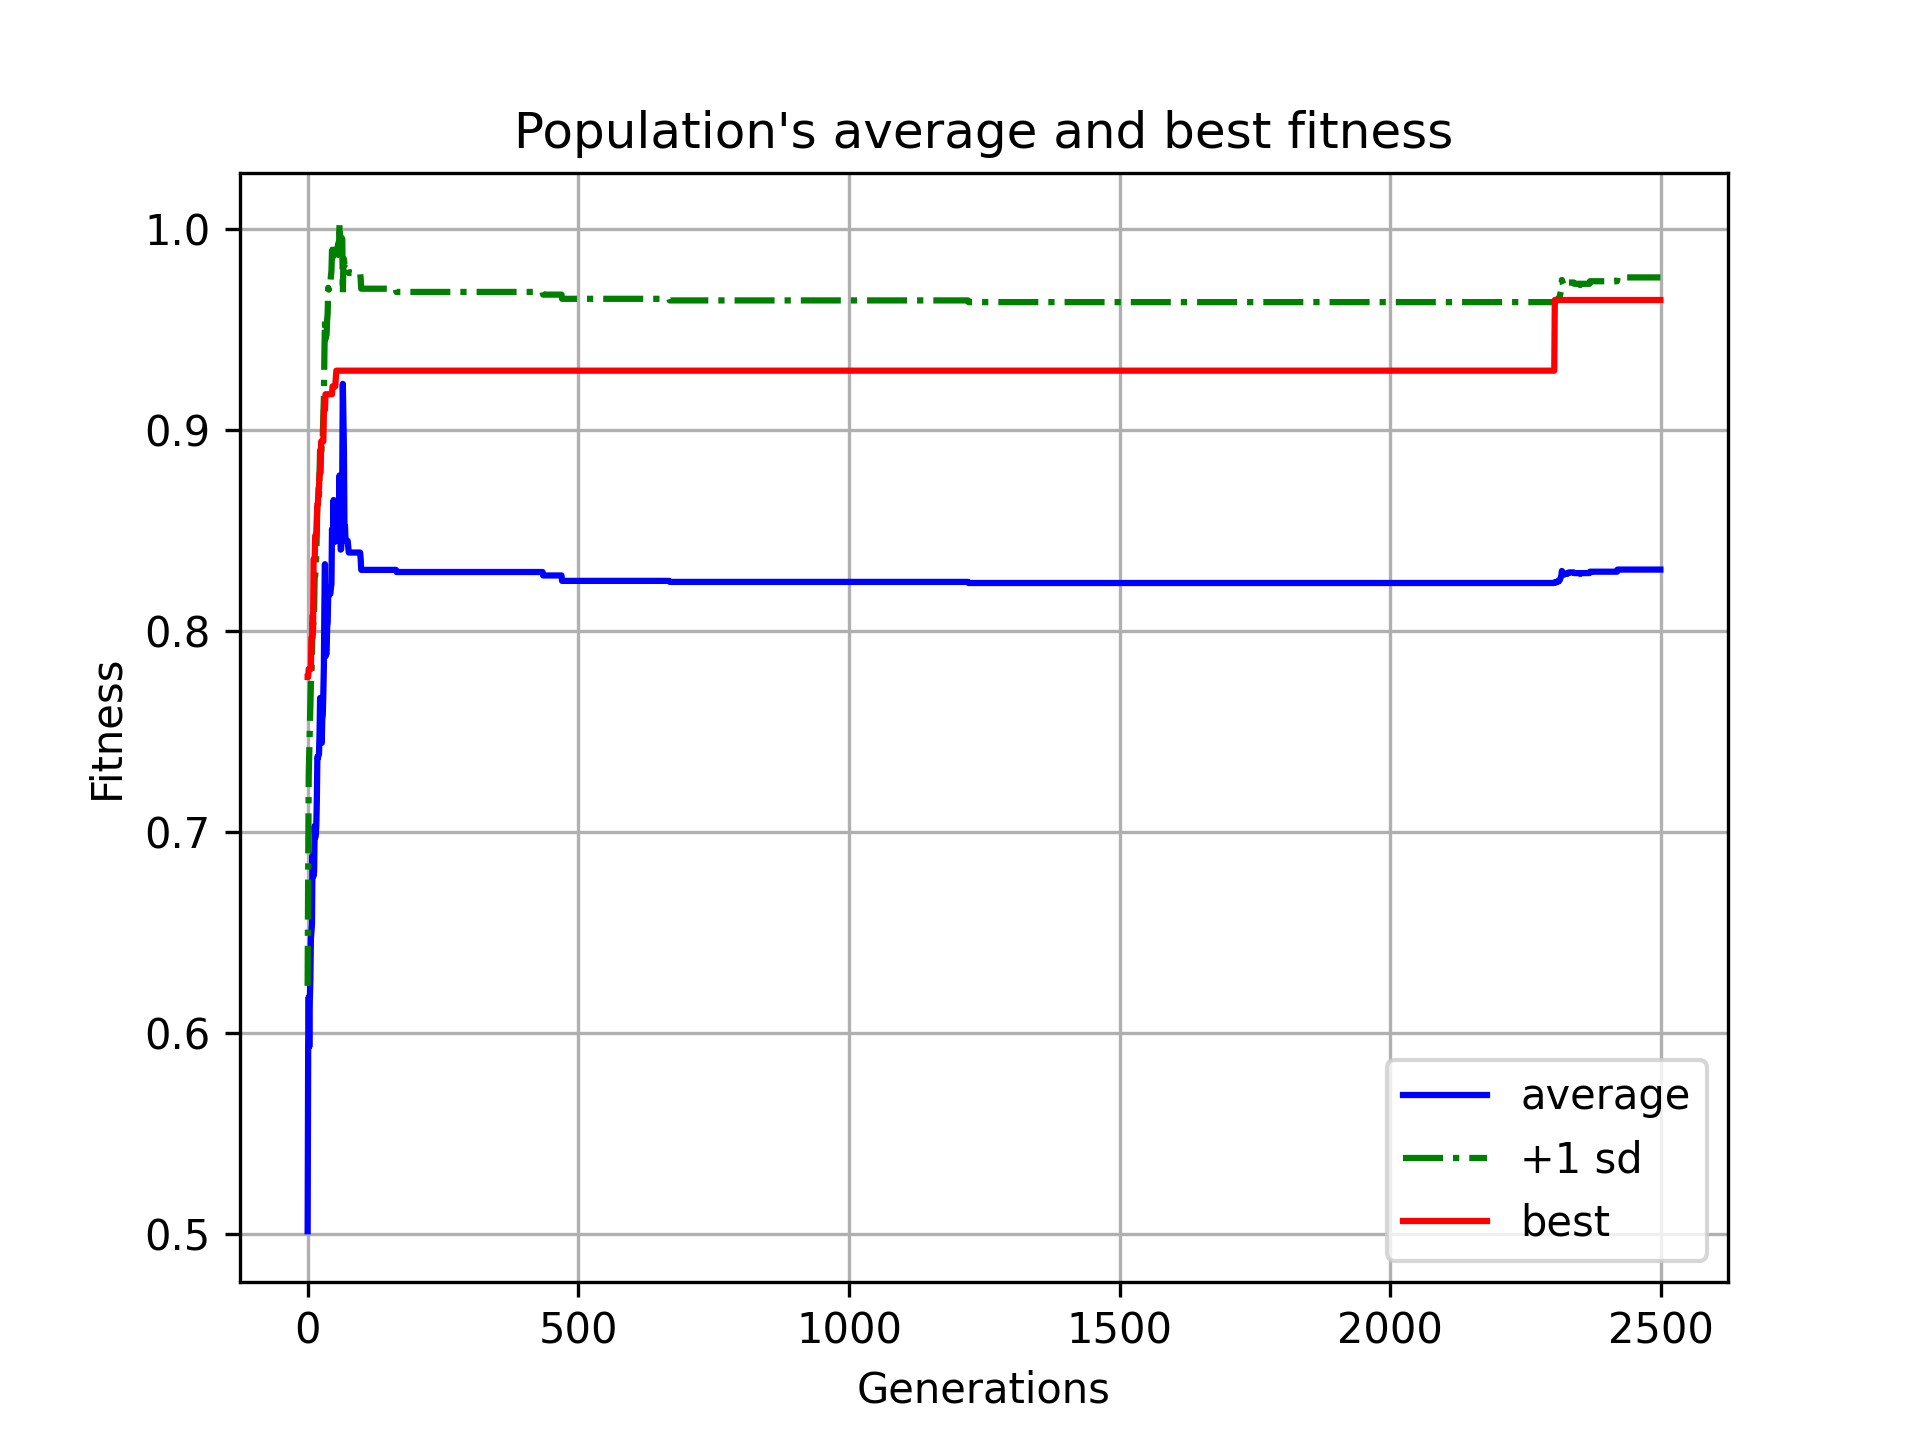 Population's average and best fitness
1.0
0.9
0.8
0.7
0.6
0.5
Fitness
0 500 1000 1500 2000 2500
Generations
average
+1 sd
best